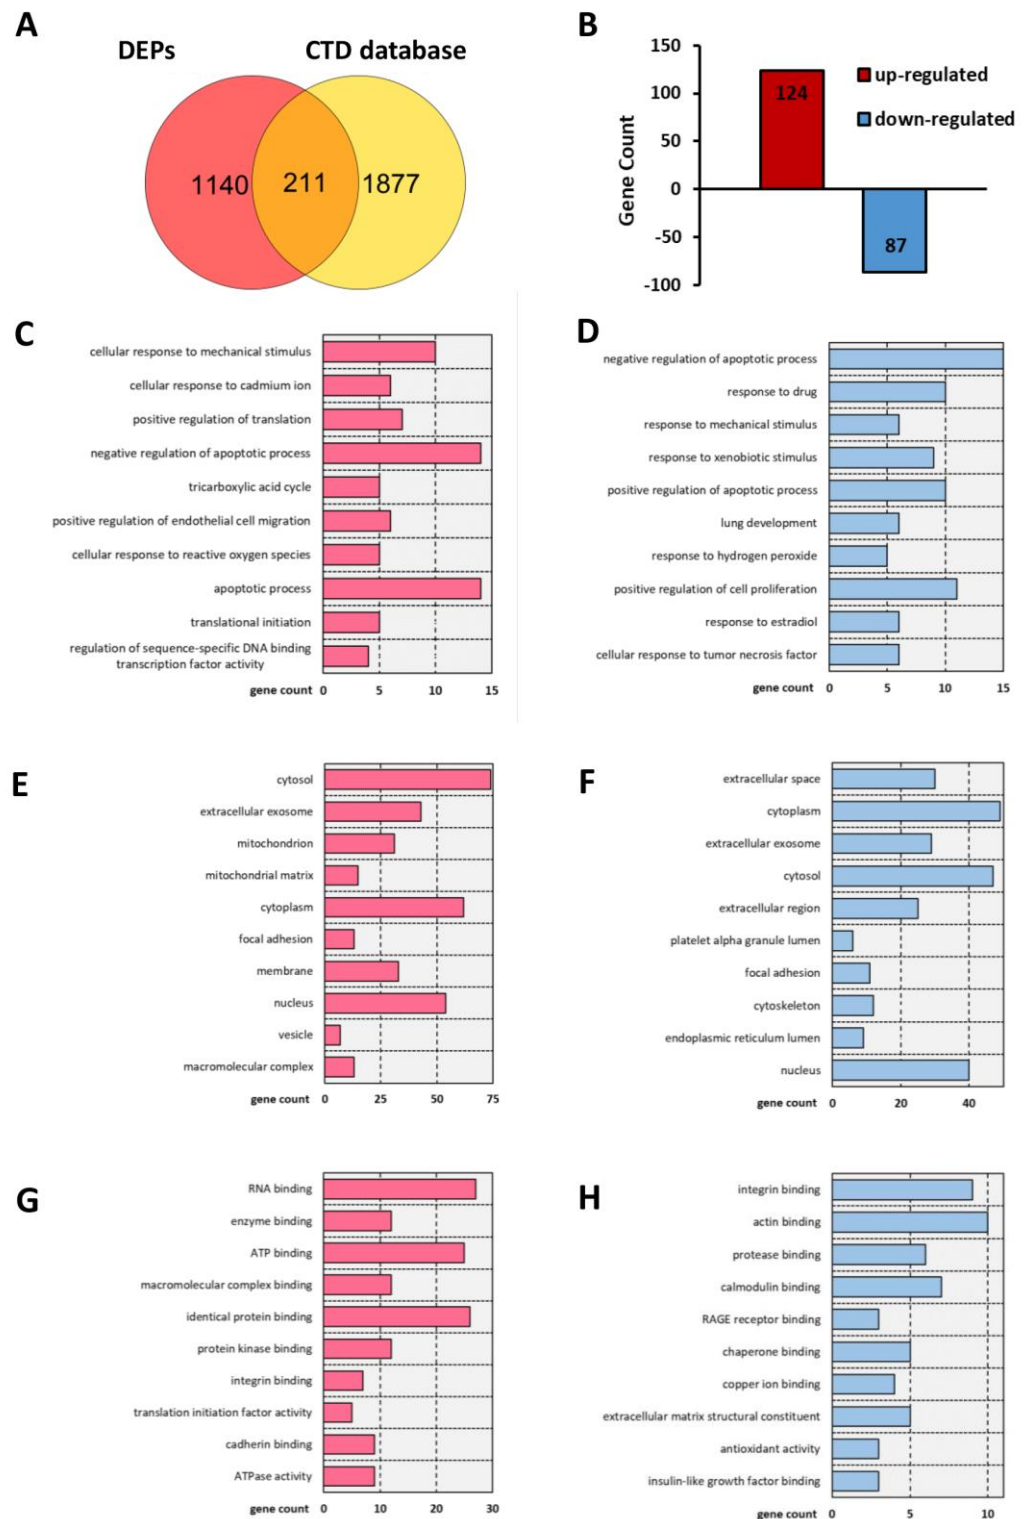 A
DEPs
CTD database
1140
211
1877
B
Gene Count
150
100
50
0
-50
-100
124
87
up-regulated
down-regulated
C
cellular response to mechanical stimulus
cellular response to cadmium ion
positive regulation of translation
negative regulation of apoptotic process
tricarboxylic acid cycle
positive regulation of endothelial cell migration
cellular response to reactive oxygen species
apoptotic process
translational initiation
regulation of sequence-specific DNA binding
transcription factor activity
gene count 0 5 10 15
D
negative regulation of apoptotic process
response to drug
response to mechanical stimulus
response to xenobiotic stimulus
positive regulation of apoptotic process
lung development
response to hydrogen peroxide
positive regulation of cell proliferation
response to estradiol
cellular response to tumor necrosis factor
gene count 0 5 10 15
E
cytosol
extracellular exosome
mitochondrion
mitochondrial matrix
cytoplasm
focal adhesion
membrane
nucleus
vesicle
macromolecular complex
gene count 0 25 50 75
F
extracellular space
cytoplasm
extracellular exosome
cytosol
extracellular region
platelet alpha granule lumen
focal adhesion
cytoskeleton
endoplasmic reticulum lumen
nucleus
gene count 0 20 40
G
RNA binding
enzyme binding
ATP binding
macromolecular complex binding
identical protein binding
protein kinase binding
integrin binding
translation initiation factor activity
cadherin binding
ATPase activity
gene count 0 10 20 30
H
integrin binding
actin binding
protease binding
calmodulin binding
RAGE receptor binding
chaperone binding
copper ion binding
extracellular matrix structural constituent
antioxidant activity
insulin-like growth factor binding
gene count 0 5 10